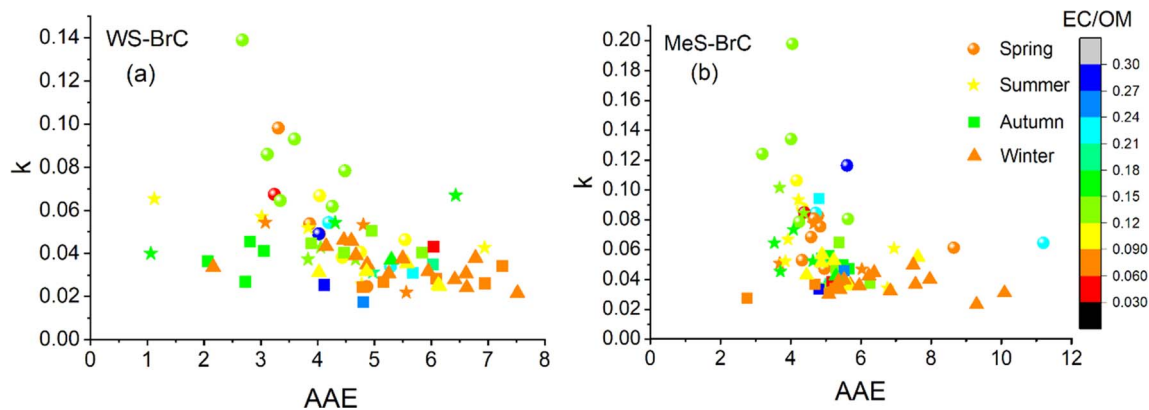 WS-BrC
(a)
k
0.14
0.12
0.10
0.08
0.06
0.04
0.02
0.00
0 1 2 3 4 5 6 7 8
AAE
MeS-BrC
(b)
k
0.20
0.18
0.16
0.14
0.12
0.10
0.08
0.06
0.04
0.02
0.00
0 2 4 6 8 10 12
AAE
Spring
Summer
Autumn
Winter
EC/OM
0.30
0.27
0.24
0.21
0.18
0.15
0.12
0.090
0.060
0.030